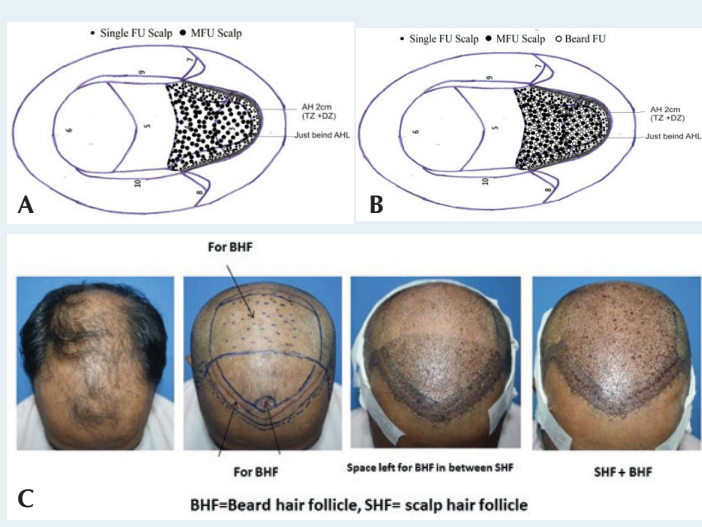 • Single FU Scalp ● MFU Scalp
7
9
6
5
10
8
AH 2cm
(TZ +DZ)
Just beind AHL
A
• Single FU Scalp ● MFU Scalp ○ Beard FU
7
9
6
5
10
8
AH 2cm
(TZ +DZ)
Just beind AHL
B
For BHF
For BHF
Space left for BHF in between SHF
SHF + BHF
C
BHF=Beard hair follicle, SHF= scalp hair follicle